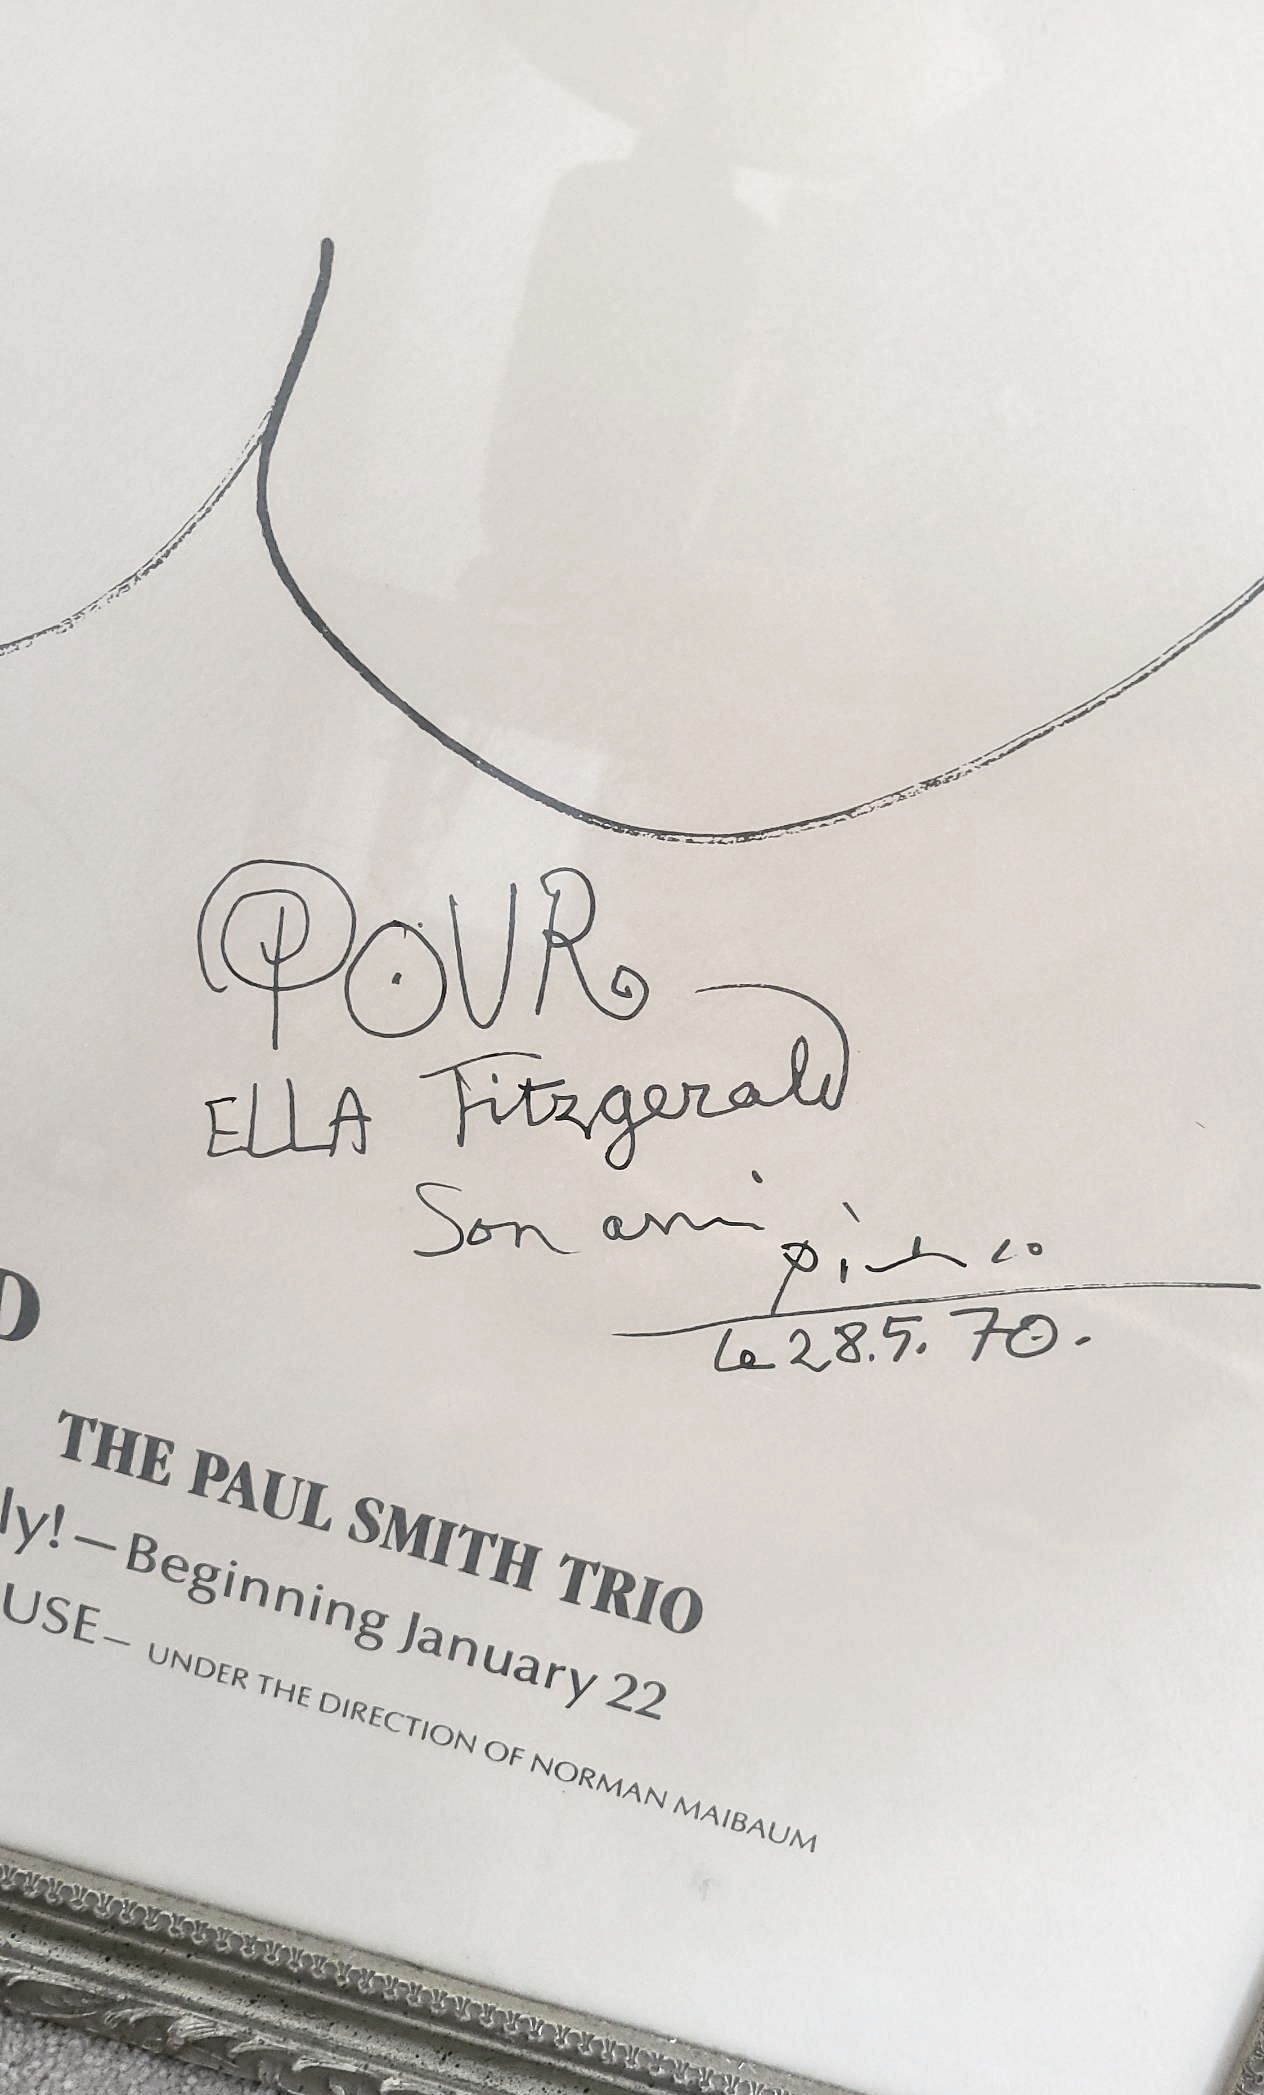 POUR
ELLA Fitzgerald
Son ami
Picasso
le 28.5.70.
D
THE PAUL SMITH TRIO
ly!—Beginning January 22
USE— UNDER THE DIRECTION OF NORMAN MAIBAUM